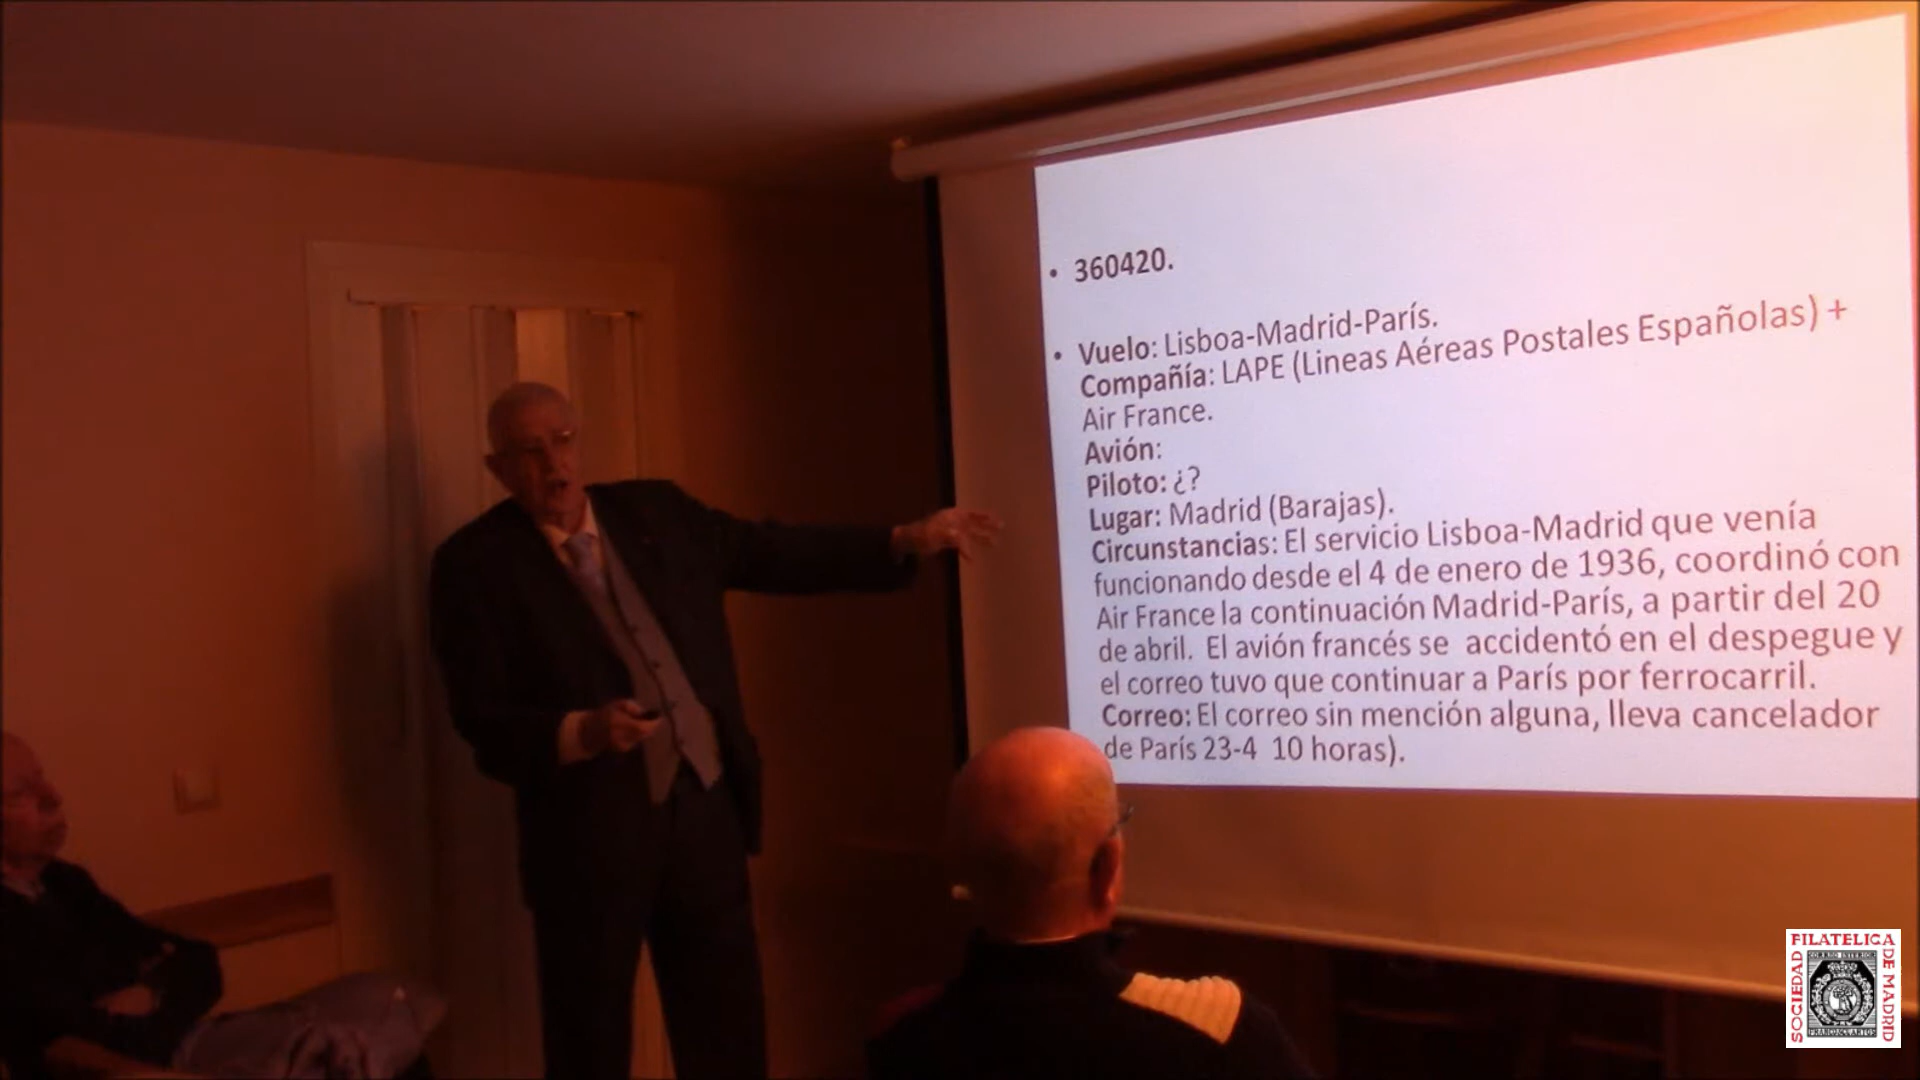 • 360420.
• Vuelo: Lisboa-Madrid-París.
Compañía: LAPE (Lineas Aéreas Postales Españolas) +
Air France.
Avión:
Piloto: ¿?
Lugar: Madrid (Barajas).
Circunstancias: El servicio Lisboa-Madrid que venía
funcionando desde el 4 de enero de 1936, coordinó con
Air France la continuación Madrid-París, a partir del 20
de abril. El avión francés se accidentó en el despegue y
el correo tuvo que continuar a París por ferrocarril.
Correo: El correo sin mención alguna, lleva cancelador
de París 23-4 10 horas).
SOCIEDAD
FILATELICA
DE MADRID
CORREO INTERIOR
FRANCO CUARTOS